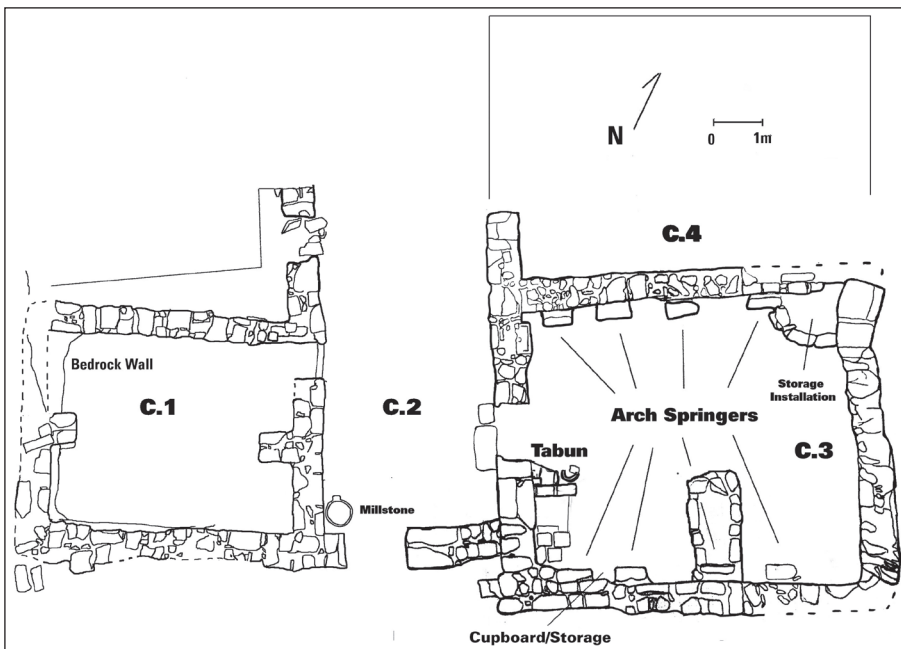 N
0 1m
C.4
Bedrock Wall
C.1
C.2
Storage
Installation
Arch Springers
C.3
Tabun
Millstone
Cupboard/Storage